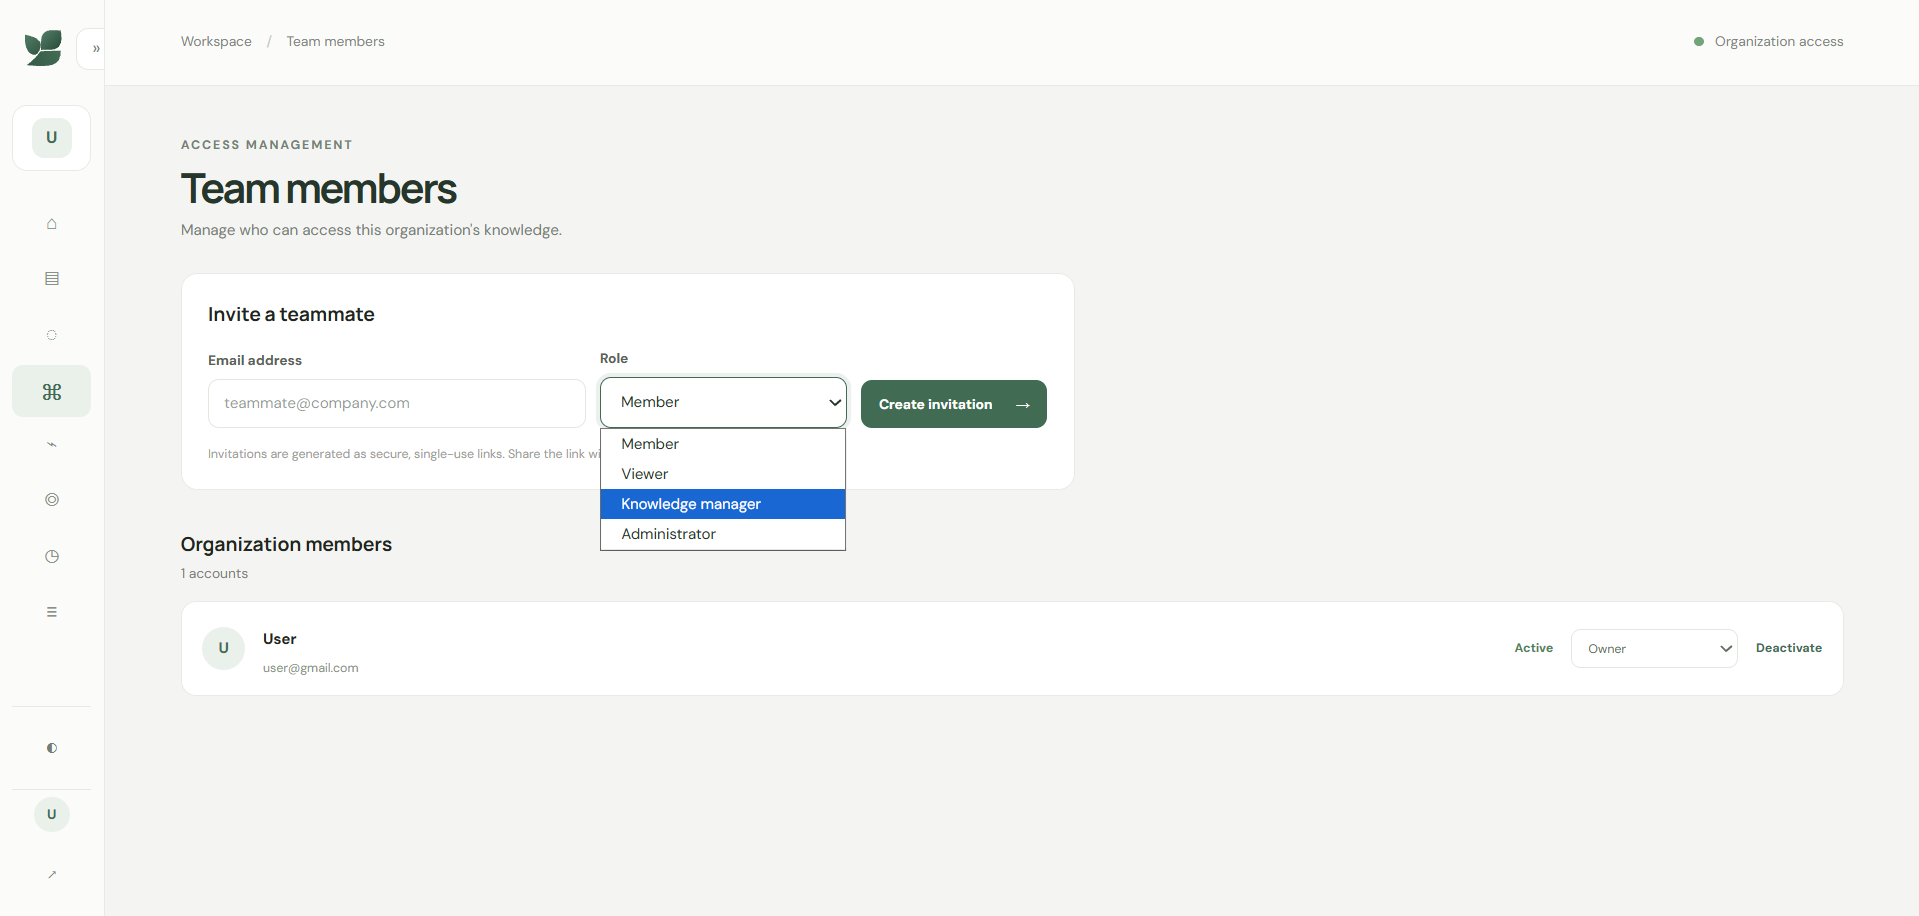 »
Workspace / Team members
Organization access
U
ACCESS MANAGEMENT
Team members
Manage who can access this organization's knowledge.
Invite a teammate
Email address
Role
teammate@company.com
Member
Create invitation →
Member
Viewer
Knowledge manager
Administrator
Invitations are generated as secure, single-use links. Share the link wi
Organization members
1 accounts
U
User
user@gmail.com
Active
Owner
Deactivate
U